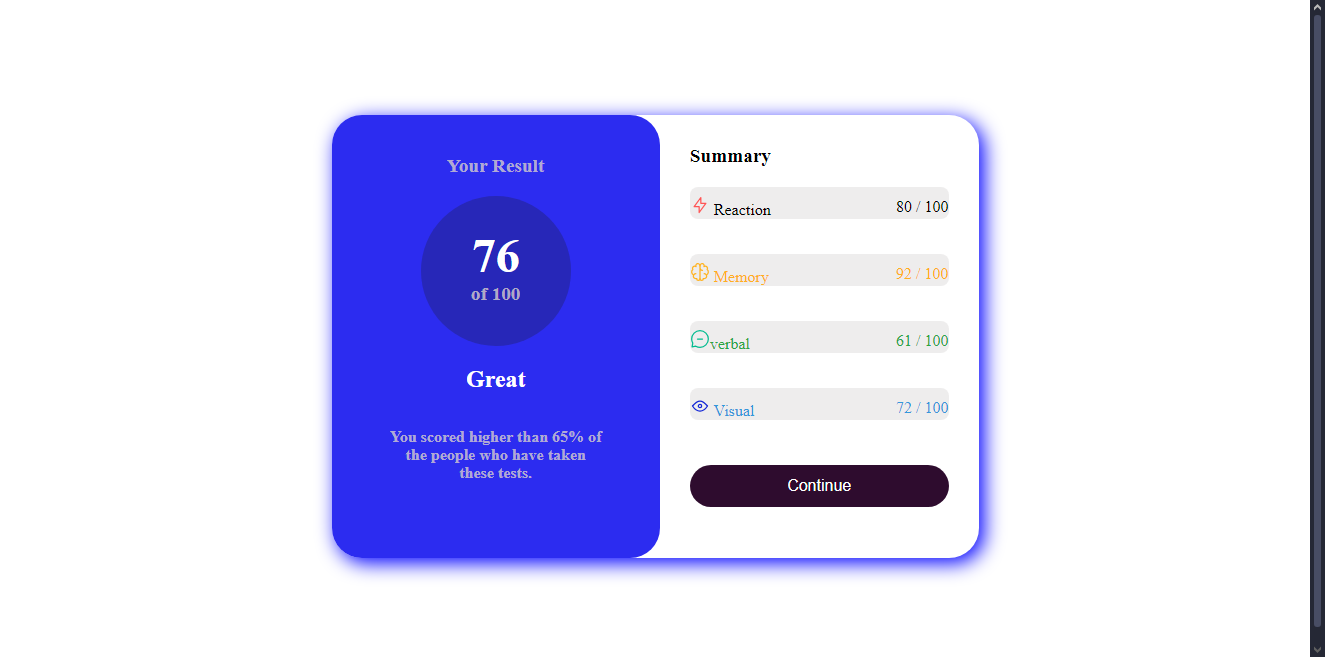 Your Result
76
of 100
Great
You scored higher than 65% of
the people who have taken
these tests.
Summary
Reaction 80 / 100
Memory 92 / 100
verbal 61 / 100
Visual 72 / 100
Continue